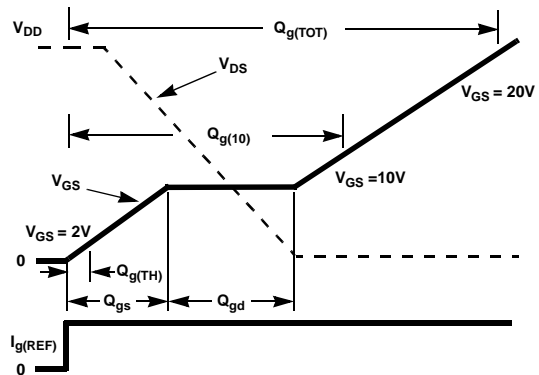 V_DD
Q_g(TOT)
V_DS
V_GS = 20V
Q_g(10)
V_GS
V_GS =10V
V_GS = 2V
0
Q_g(TH)
Q_gs
Q_gd
I_g(REF)
0